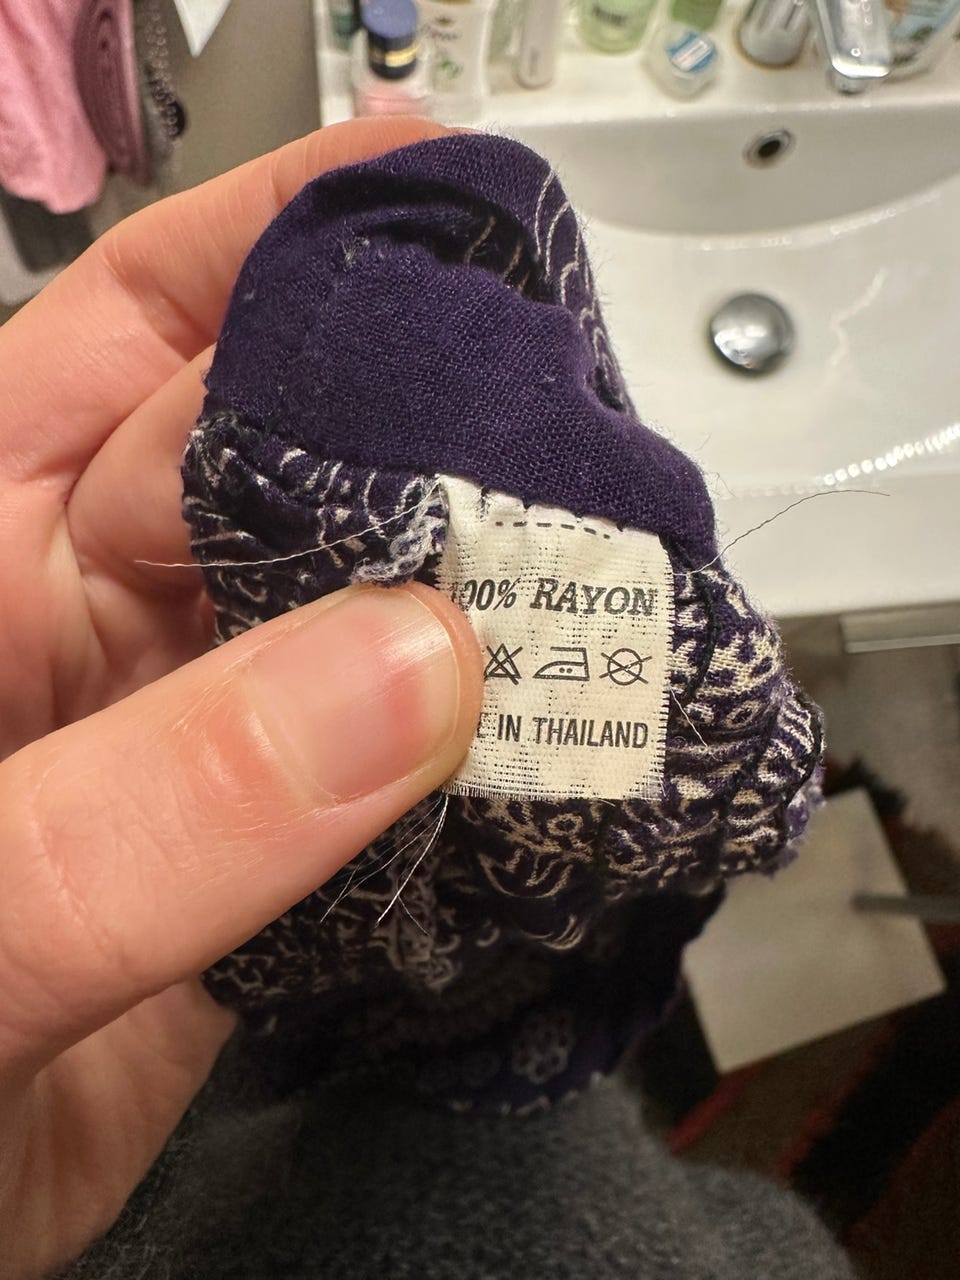 00% RAYON
E IN THAILAND